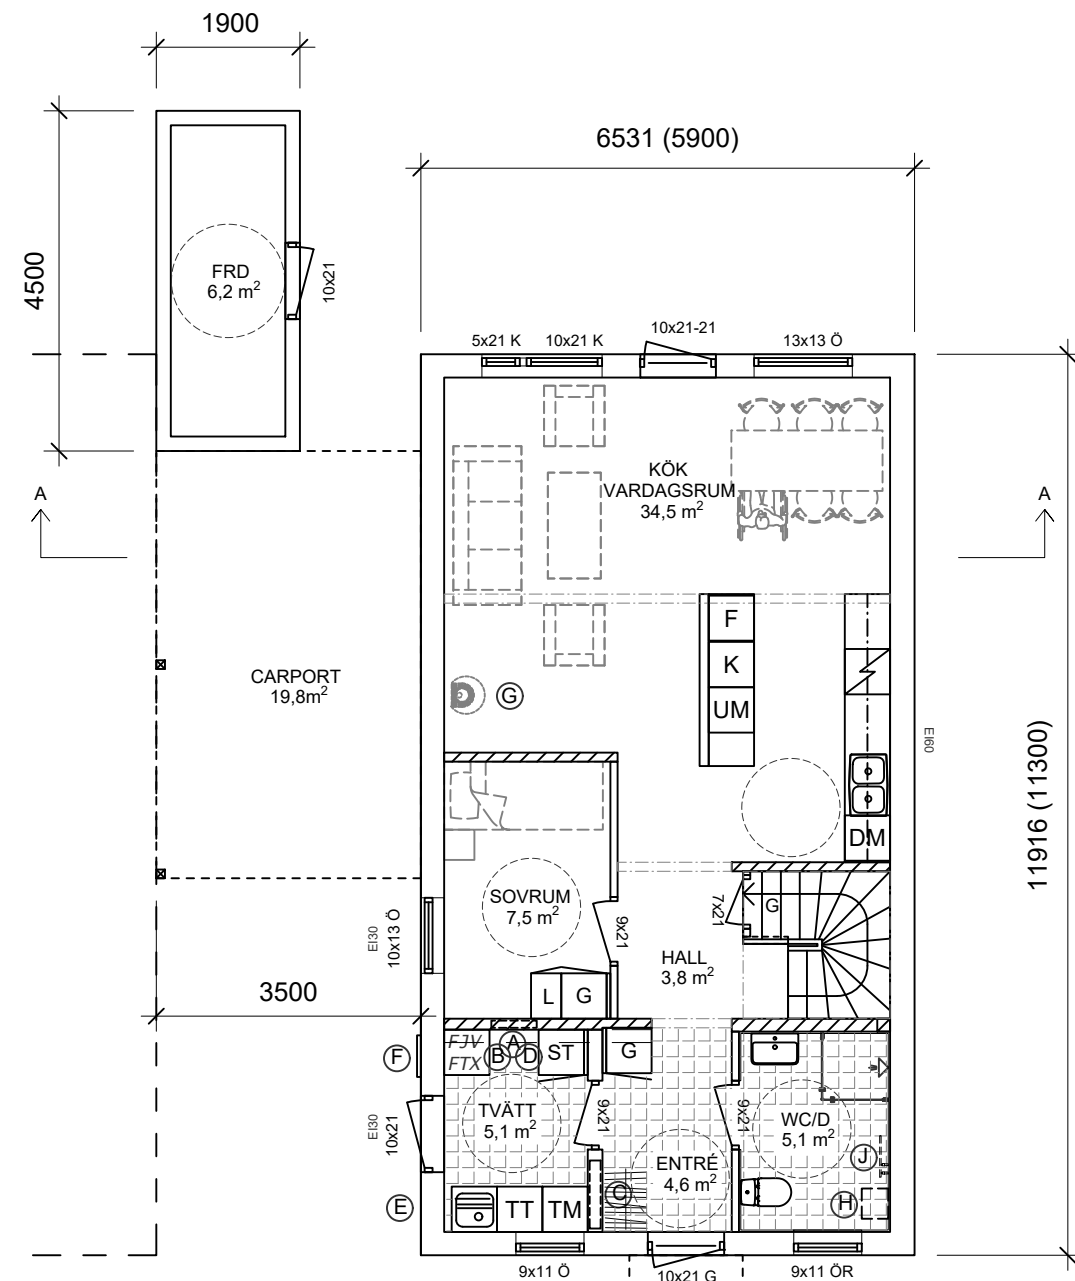 1900
6531 (5900)
4500
FRD
6,2 m²
10x21
5x21 K
10x21 K
10x21-21
13x13 Ö
KÖK
VARDAGSRUM
34,5 m²
A
A
F
K
UM
CARPORT
19,8m²
G
EI60
11916 (11300)
DM
SOVRUM
7,5 m²
9x21
7x21
G
EI30
10x13 Ö
HALL
3,8 m²
3500
L
G
F
FJV
FTX
B
A
D
ST
G
EI30
10x21
TVÄTT
5,1 m²
9x21
9x21
WC/D
5,1 m²
J
ENTRÉ
4,6 m²
C
E
TT
TM
H
9x11 Ö
10x21 G
9x11 ÖR